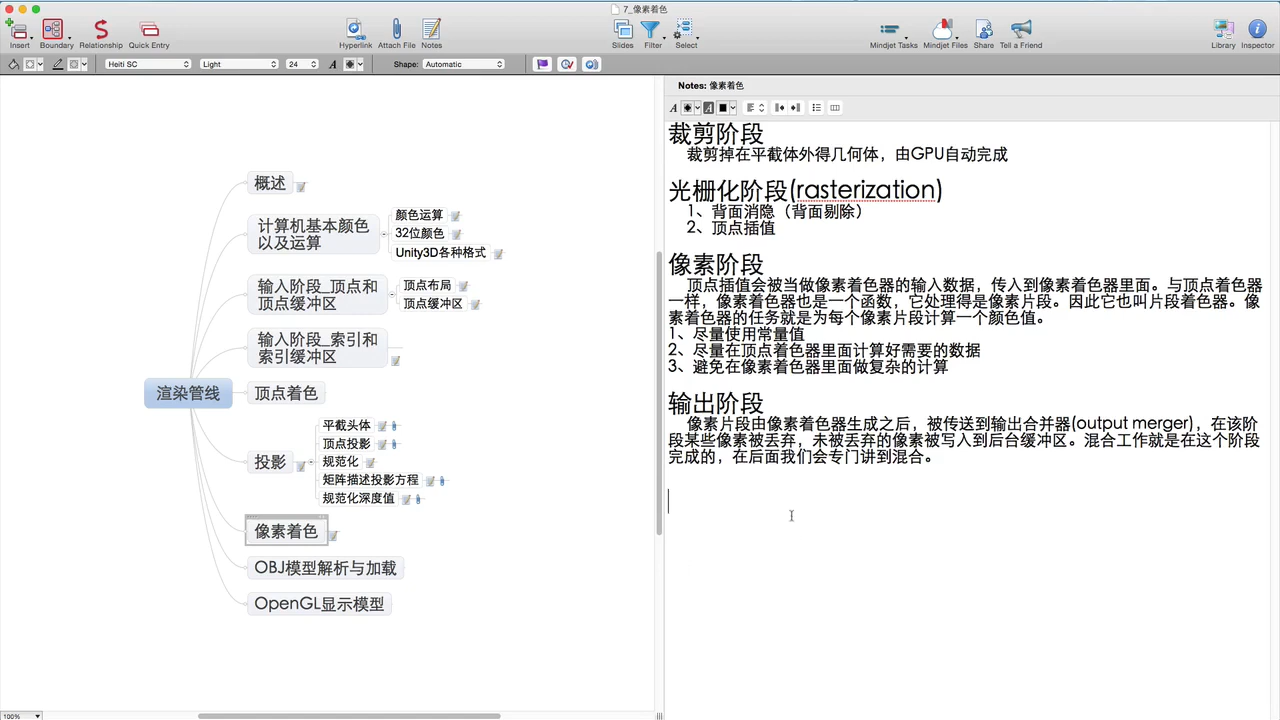 7_像素着色
Insert
Boundary
Relationship
Quick Entry
Hyperlink
Attach File
Notes
Slides
Filter
Select
Mindjet Tasks
Mindjet Files
Share
Tell a Friend
Library
Inspector
Heiti SC
Light
24
A
Shape:
Automatic
Notes: 像素着色
裁剪阶段
裁剪掉在平截体外得几何体，由GPU自动完成
光栅化阶段(rasterization)
1、背面消隐（背面剔除）
2、顶点插值
像素阶段
顶点插值会被当做像素着色器的输入数据，传入到像素着色器里面。与顶点着色器
一样，像素着色器也是一个函数，它处理得是像素片段。因此它也叫片段着色器。像
素着色器的任务就是为每个像素片段计算一个颜色值。
1、尽量使用常量值
2、尽量在顶点着色器里面计算好需要的数据
3、避免在像素着色器里面做复杂的计算
输出阶段
像素片段由像素着色器生成之后，被传送到输出合并器(output merger)，在该阶
段某些像素被丢弃，未被丢弃的像素被写入到后台缓冲区。混合工作就是在这个阶段
完成的，在后面我们会专门讲到混合。
渲染管线
概述
计算机基本颜色
以及运算
颜色运算
32位颜色
Unity3D各种格式
输入阶段_顶点和
顶点缓冲区
顶点布局
顶点缓冲区
输入阶段_索引和
索引缓冲区
顶点着色
投影
平截头体
顶点投影
规范化
矩阵描述投影方程
规范化深度值
像素着色
OBJ模型解析与加载
OpenGL显示模型
100%